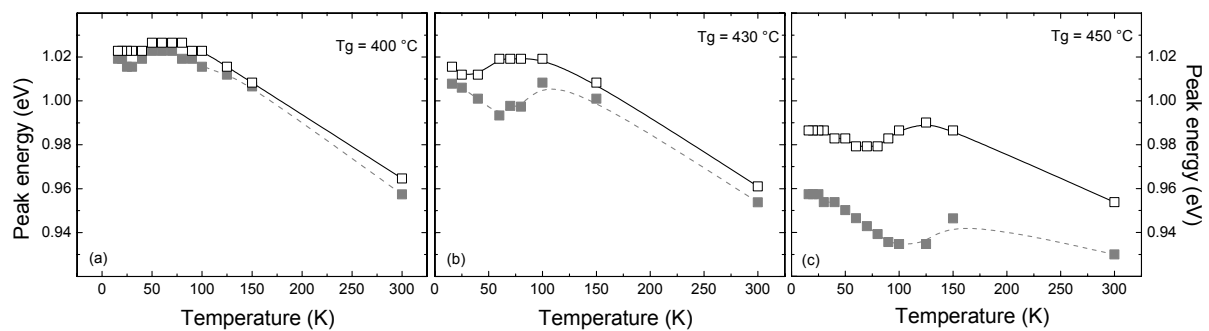 Tg = 400 °C
Tg = 430 °C
Tg = 450 °C
Peak energy (eV)
1.02
1.00
0.98
0.96
0.94
(a)
(b)
(c)
1.02
1.00
0.98
0.96
0.94
Peak energy (eV)
0 50 100 150 200 250 300
0 50 100 150 200 250 300
0 50 100 150 200 250 300
Temperature (K)
Temperature (K)
Temperature (K)